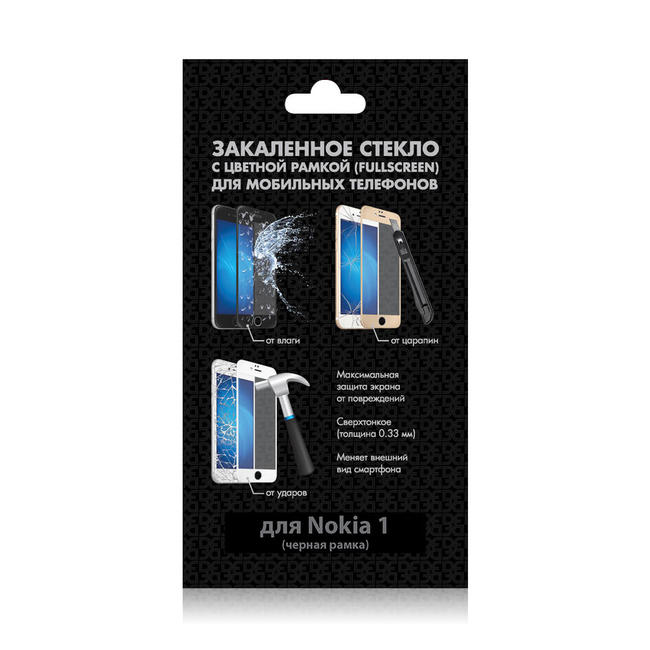 ЗАКАЛЕННОЕ СТЕКЛО
С ЦВЕТНОЙ РАМКОЙ (FULLSCREEN)
ДЛЯ МОБИЛЬНЫХ ТЕЛЕФОНОВ
от влаги
от царапин
Максимальная
защита экрана
от повреждений
Сверхтонкое
(толщина 0.33 мм)
Меняет внешний
вид смартфона
от ударов
для Nokia 1
(черная рамка)